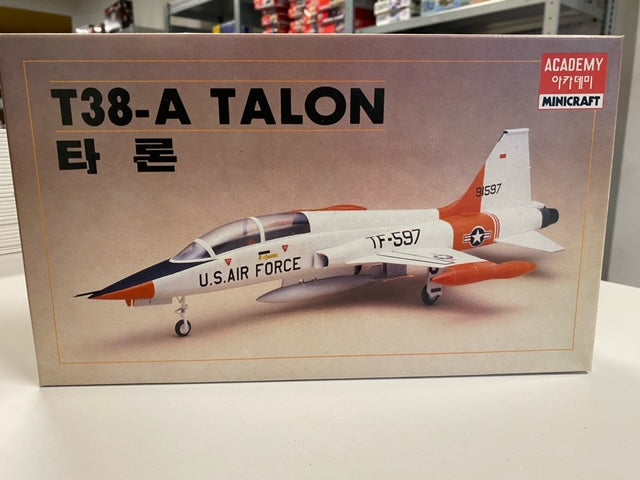 T38-A TALON
타 론
ACADEMY
아카데미
MINICRAFT
91597
TF-597
U.S. AIR FORCE